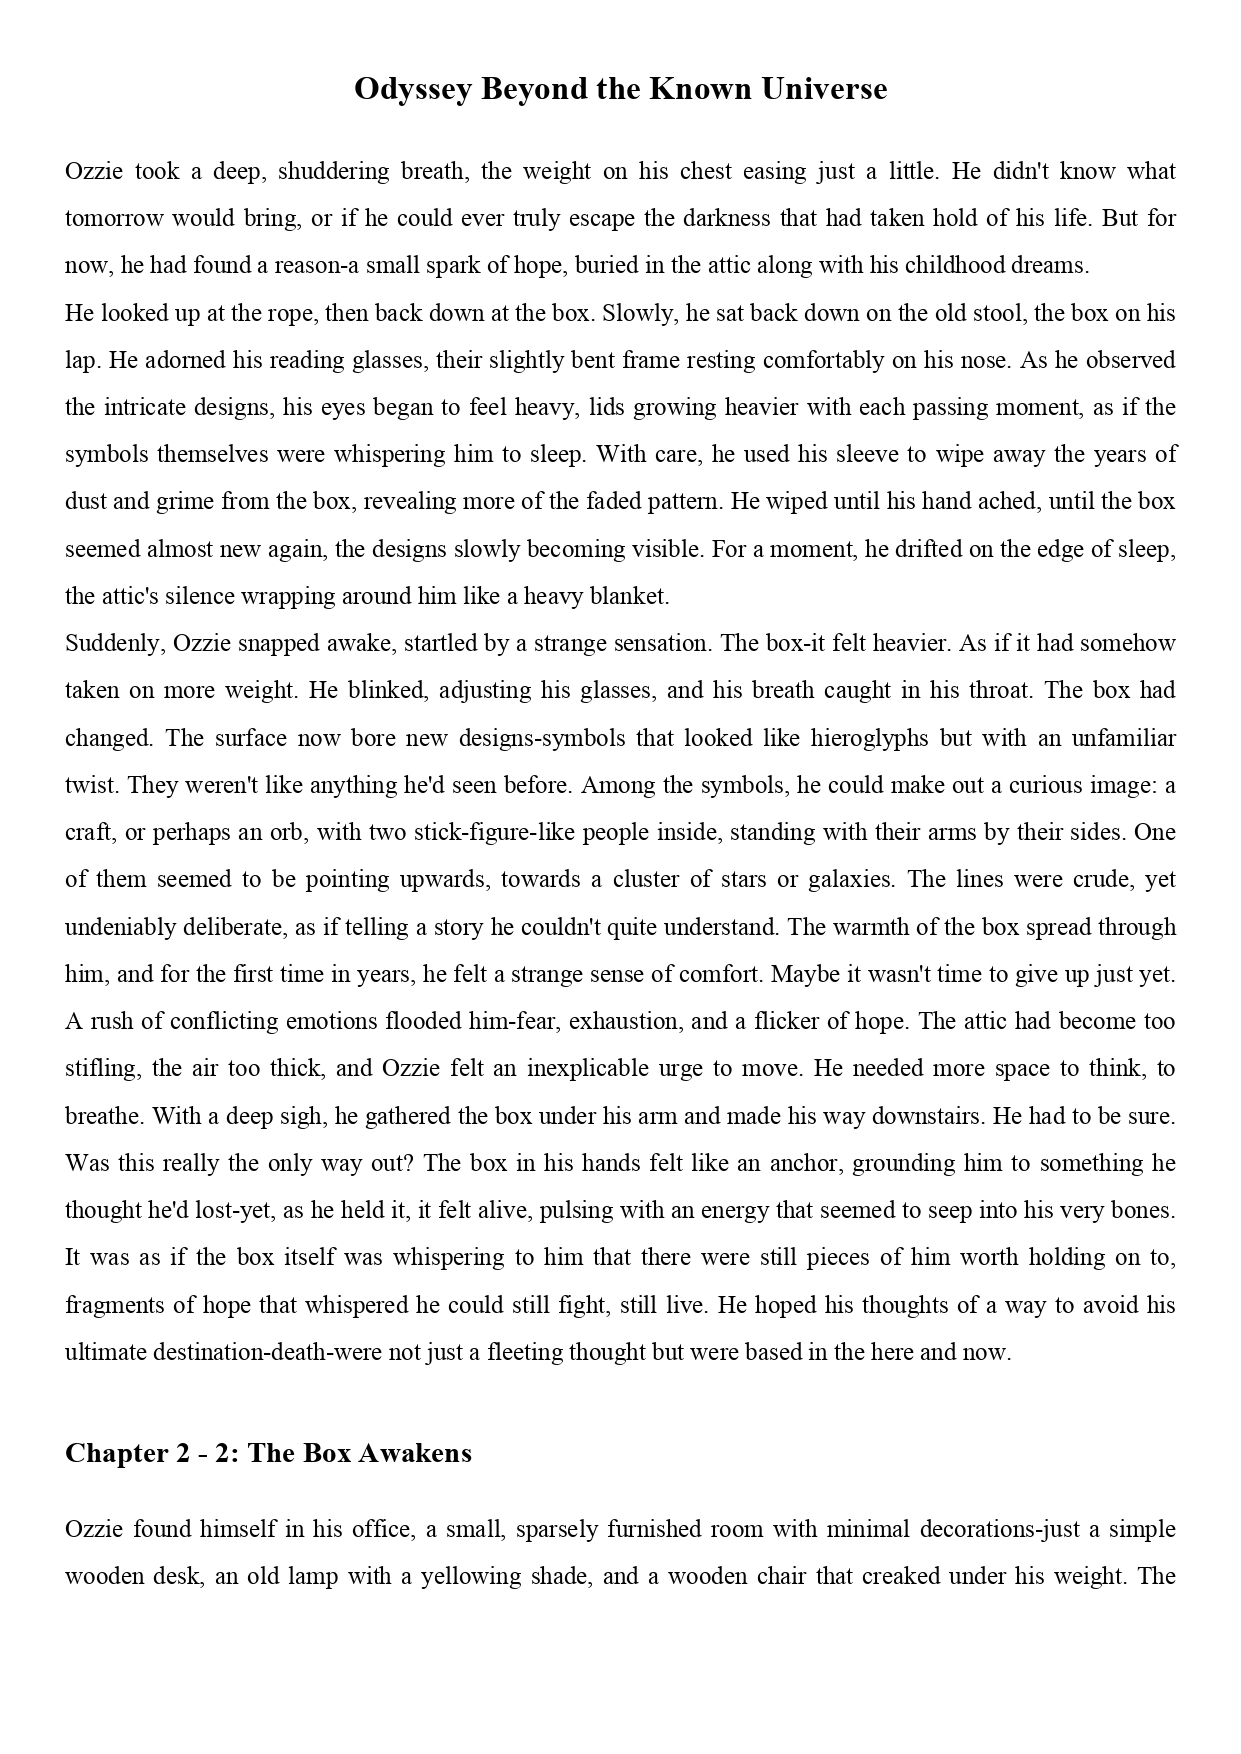 Odyssey Beyond the Known Universe
Ozzie took a deep, shuddering breath, the weight on his chest easing just a little. He didn't know what
tomorrow would bring, or if he could ever truly escape the darkness that had taken hold of his life. But for
now, he had found a reason-a small spark of hope, buried in the attic along with his childhood dreams.
He looked up at the rope, then back down at the box. Slowly, he sat back down on the old stool, the box on his
lap. He adorned his reading glasses, their slightly bent frame resting comfortably on his nose. As he observed
the intricate designs, his eyes began to feel heavy, lids growing heavier with each passing moment, as if the
symbols themselves were whispering him to sleep. With care, he used his sleeve to wipe away the years of
dust and grime from the box, revealing more of the faded pattern. He wiped until his hand ached, until the box
seemed almost new again, the designs slowly becoming visible. For a moment, he drifted on the edge of sleep,
the attic's silence wrapping around him like a heavy blanket.
Suddenly, Ozzie snapped awake, startled by a strange sensation. The box-it felt heavier. As if it had somehow
taken on more weight. He blinked, adjusting his glasses, and his breath caught in his throat. The box had
changed. The surface now bore new designs-symbols that looked like hieroglyphs but with an unfamiliar
twist. They weren't like anything he'd seen before. Among the symbols, he could make out a curious image: a
craft, or perhaps an orb, with two stick-figure-like people inside, standing with their arms by their sides. One
of them seemed to be pointing upwards, towards a cluster of stars or galaxies. The lines were crude, yet
undeniably deliberate, as if telling a story he couldn't quite understand. The warmth of the box spread through
him, and for the first time in years, he felt a strange sense of comfort. Maybe it wasn't time to give up just yet.
A rush of conflicting emotions flooded him-fear, exhaustion, and a flicker of hope. The attic had become too
stifling, the air too thick, and Ozzie felt an inexplicable urge to move. He needed more space to think, to
breathe. With a deep sigh, he gathered the box under his arm and made his way downstairs. He had to be sure.
Was this really the only way out? The box in his hands felt like an anchor, grounding him to something he
thought he'd lost-yet, as he held it, it felt alive, pulsing with an energy that seemed to seep into his very bones.
It was as if the box itself was whispering to him that there were still pieces of him worth holding on to,
fragments of hope that whispered he could still fight, still live. He hoped his thoughts of a way to avoid his
ultimate destination-death-were not just a fleeting thought but were based in the here and now.
Chapter 2 - 2: The Box Awakens
Ozzie found himself in his office, a small, sparsely furnished room with minimal decorations-just a simple
wooden desk, an old lamp with a yellowing shade, and a wooden chair that creaked under his weight. The